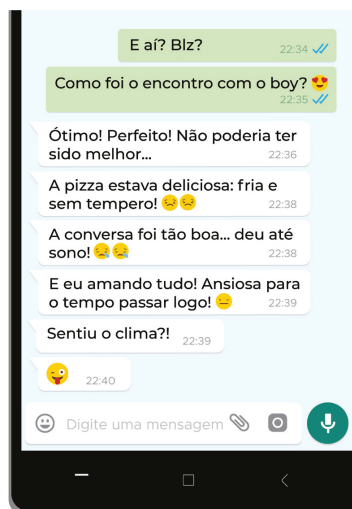 E aí? Blz?
22:34
Como foi o encontro com o boy? 😍
22:35
Ótimo! Perfeito! Não poderia ter
sido melhor... 22:36
A pizza estava deliciosa: fria e
sem tempero! 😣😣 22:38
A conversa foi tão boa... deu até
sono! 😪😪 22:38
E eu amando tudo! Ansiosa para
o tempo passar logo! 😑 22:39
Sentiu o clima?! 22:39
😜 22:40
Digite uma mensagem